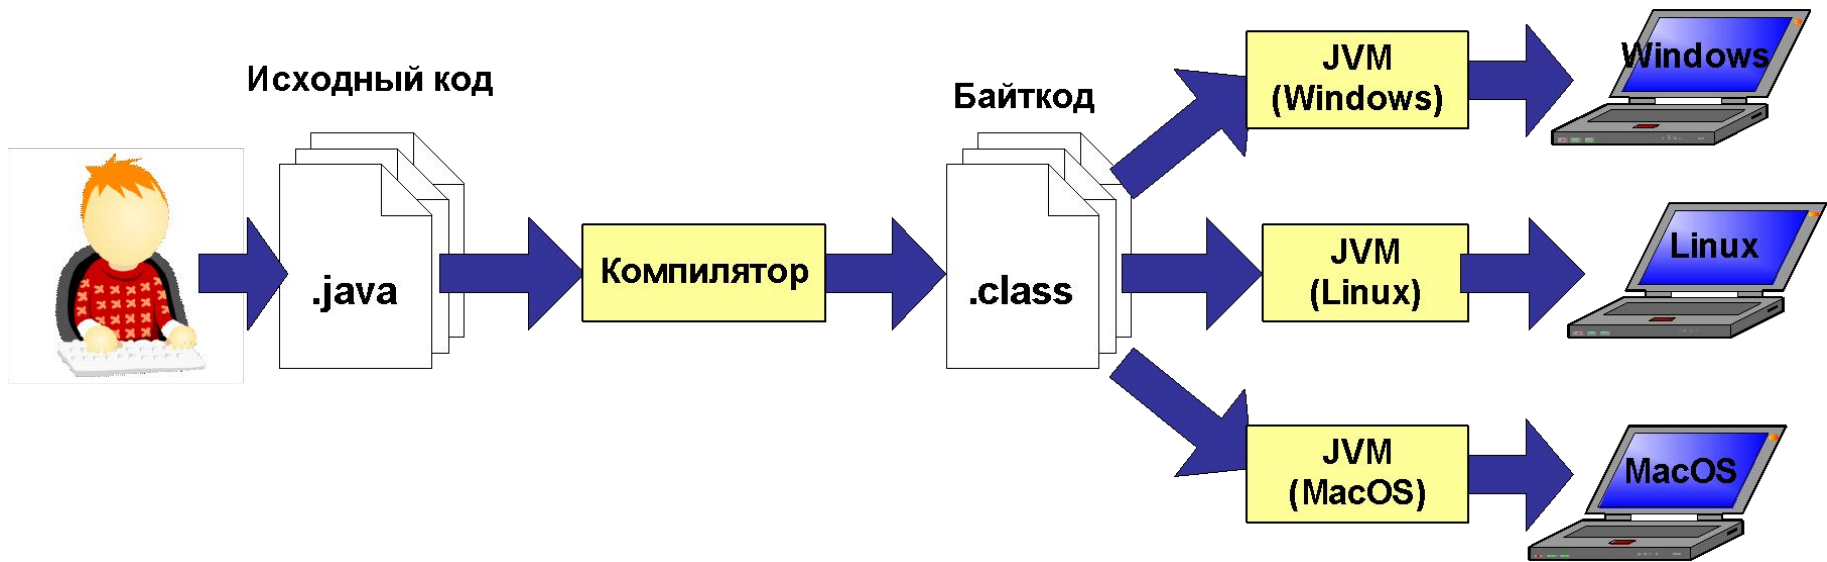 Исходный код
.java
Компилятор
Байткод
.class
JVM
(Windows)
Windows
JVM
(Linux)
Linux
JVM
(MacOS)
MacOS